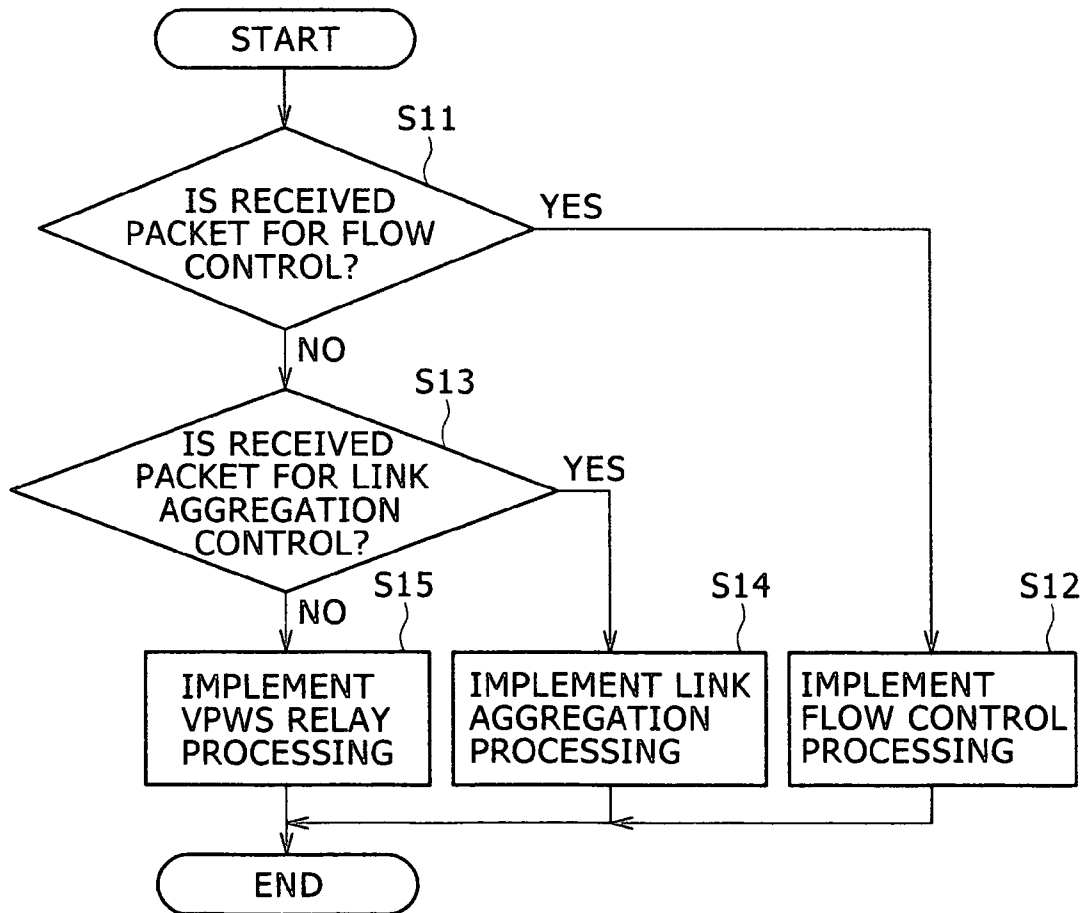 START
S11
IS RECEIVED
PACKET FOR FLOW
CONTROL?
YES
NO
S13
IS RECEIVED
PACKET FOR LINK
AGGREGATION
CONTROL?
YES
NO
S15
IMPLEMENT
VPWS RELAY
PROCESSING
S14
IMPLEMENT LINK
AGGREGATION
PROCESSING
S12
IMPLEMENT
FLOW CONTROL
PROCESSING
END